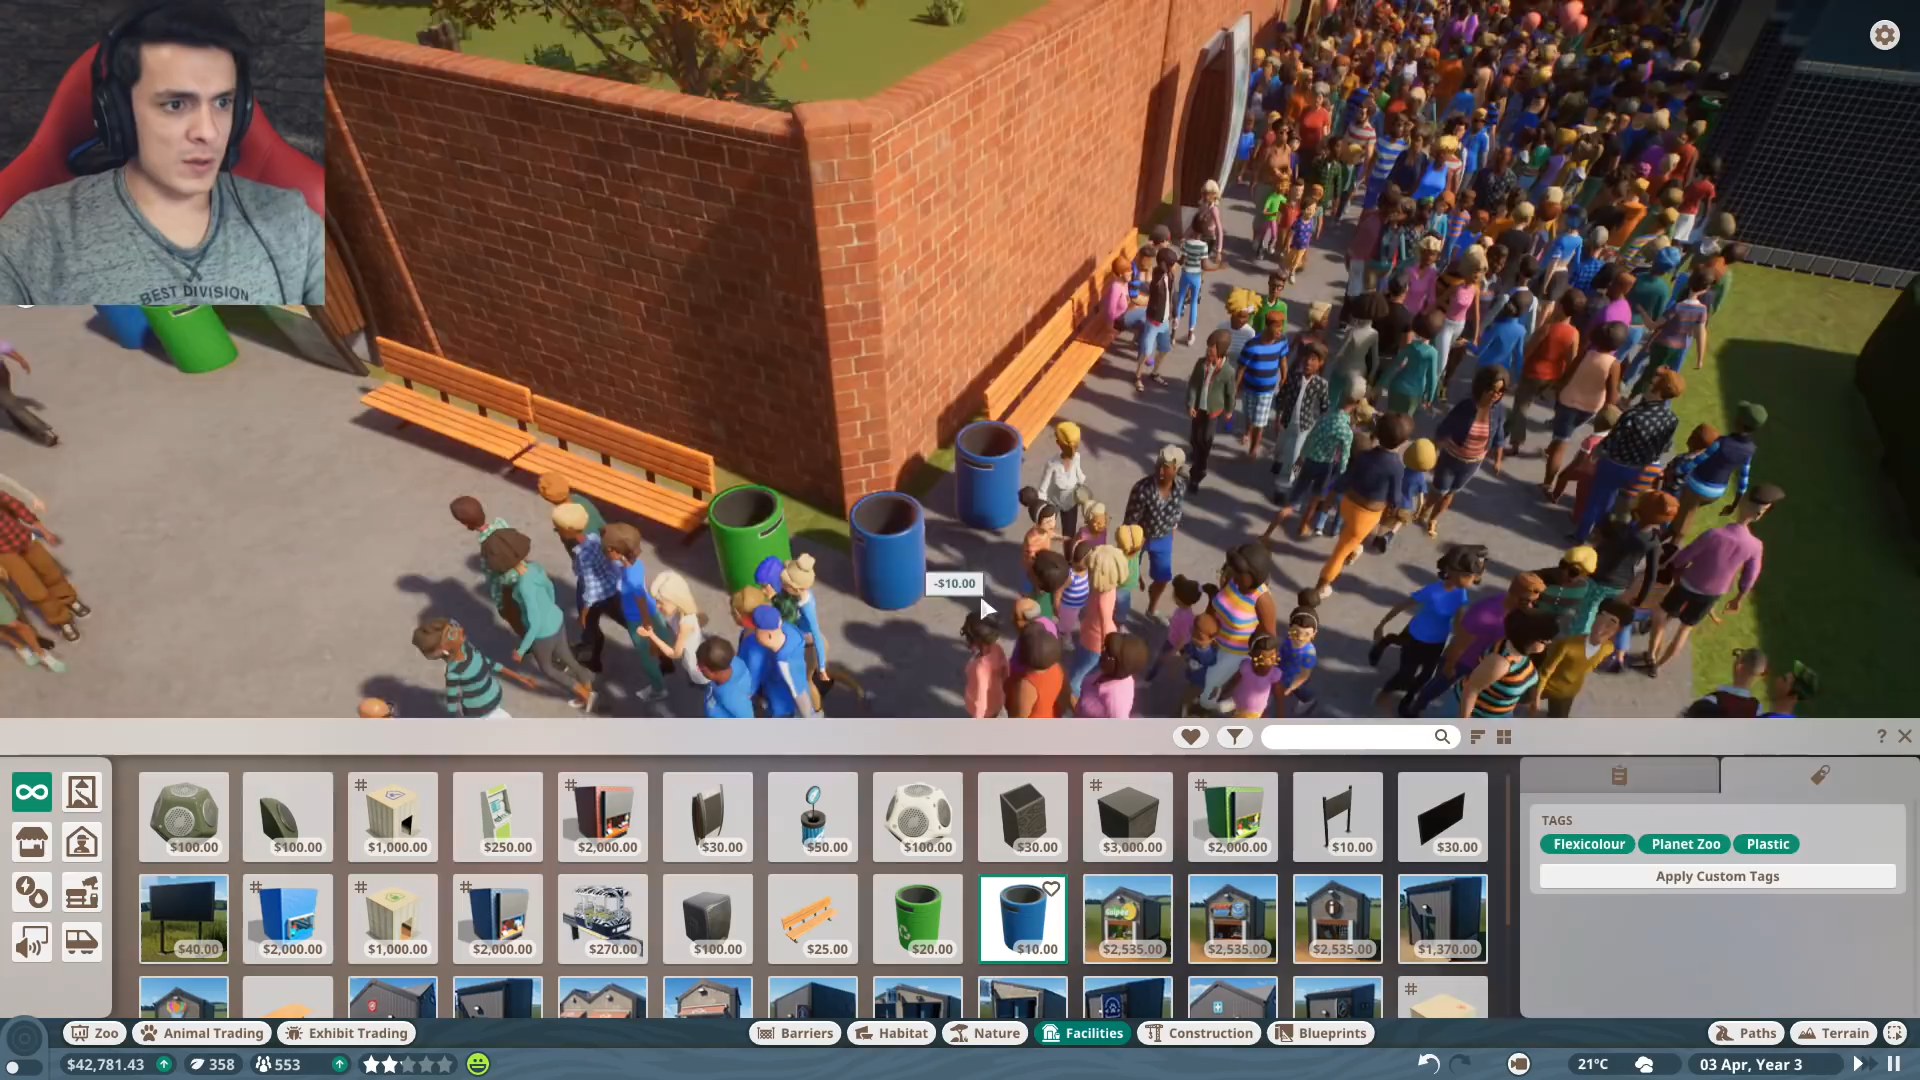 BEST DIVISION
-$10.00
? ×
# # # #
$100.00 $100.00 $1,000.00 $250.00 $2,000.00 $30.00 $50.00 $100.00 $30.00 $3,000.00 $2,000.00 $10.00 $30.00
# # #
$40.00 $2,000.00 $1,000.00 $2,000.00 $270.00 $100.00 $25.00 $20.00 $10.00 $2,535.00 $2,535.00 $2,535.00 $1,370.00
#
TAGS
Flexicolour Planet Zoo Plastic
Apply Custom Tags
Zoo Animal Trading Exhibit Trading Barriers Habitat Nature Facilities Construction Blueprints Paths Terrain
$42,781.43 358 553 21°C 03 Apr, Year 3